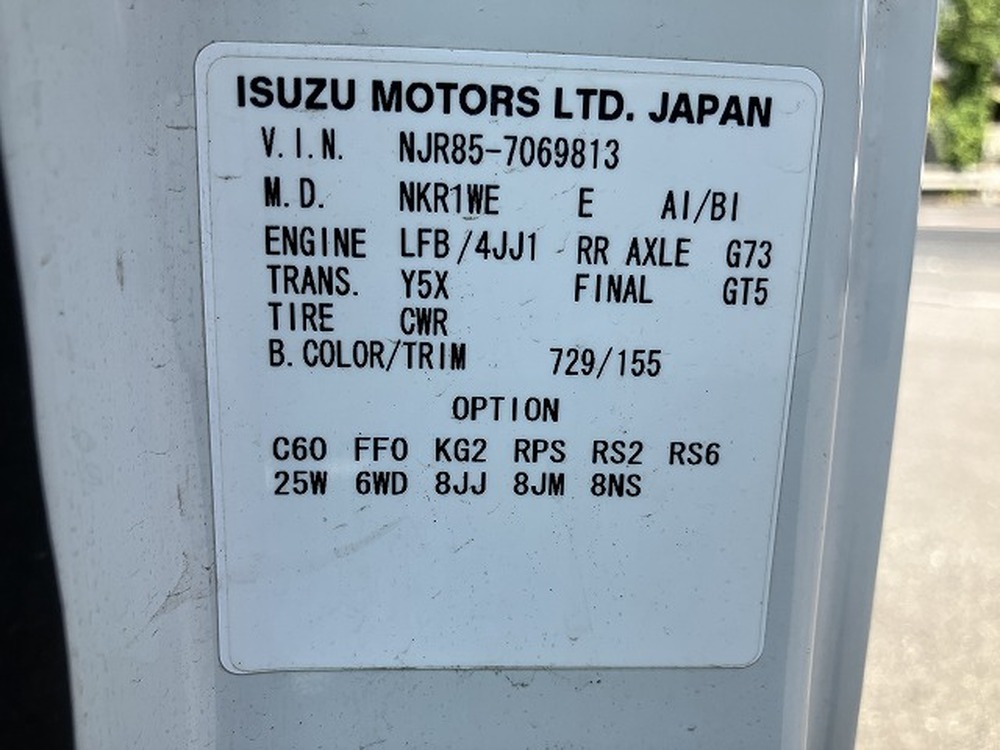 ISUZU MOTORS LTD. JAPAN
V.I.N. NJR85-7069813
M.D. NKR1WE E AI/BI
ENGINE LFB/4JJ1 RR AXLE G73
TRANS. Y5X FINAL GT5
TIRE CWR
B.COLOR/TRIM 729/155
OPTION
C60 FF0 KG2 RPS RS2 RS6
25W 6WD 8JJ 8JM 8NS